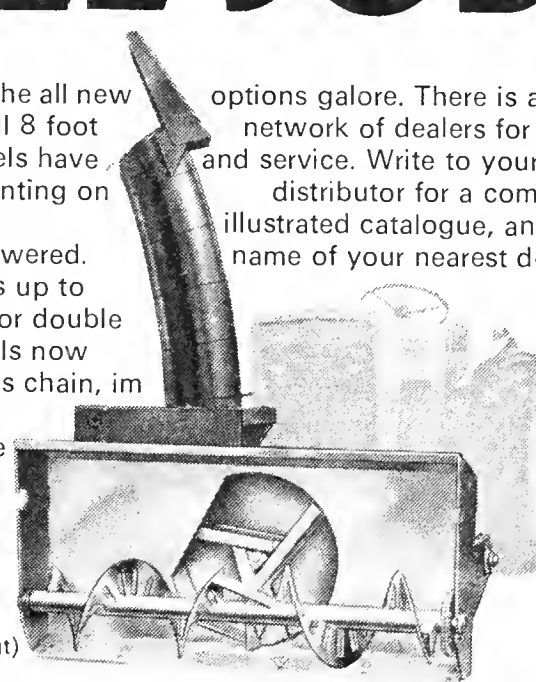 he all new
ll 8 foot
els have
nting on
wered.
s up to
or double
ls now
s chain, im
e
t)
options galore. There is a
network of dealers for
and service. Write to your
distributor for a com
illustrated catalogue, an
name of your nearest d